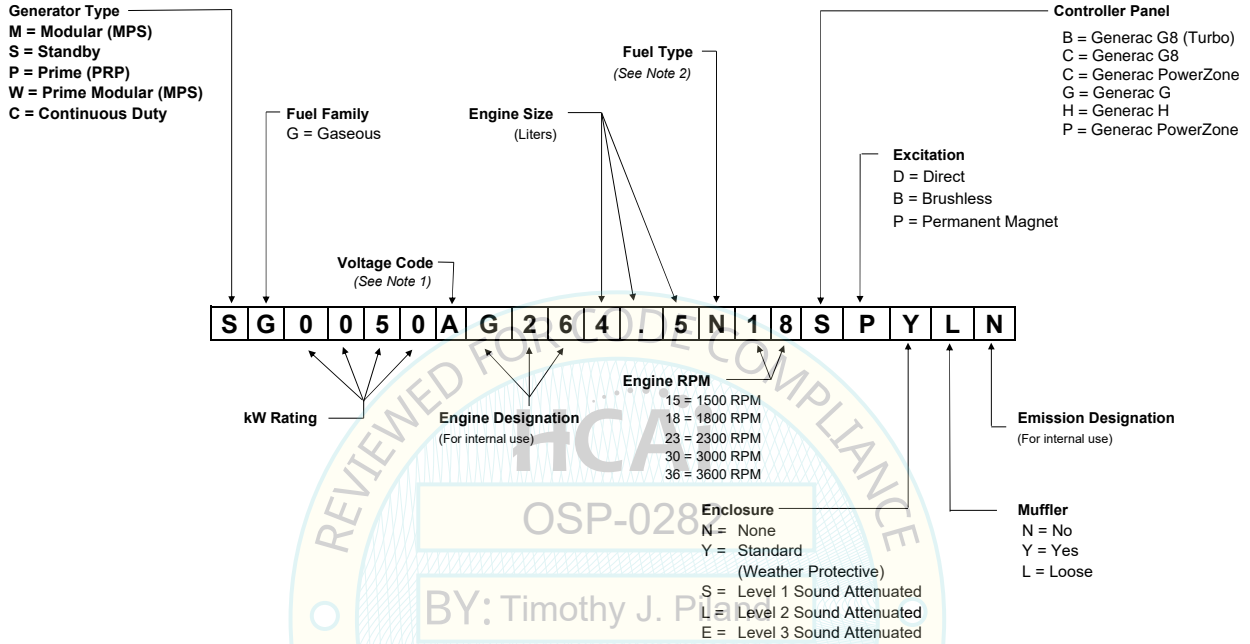 Generator Type
M = Modular (MPS)
S = Standby
P = Prime (PRP)
W = Prime Modular (MPS)
C = Continuous Duty
Fuel Family
G = Gaseous
Voltage Code
(See Note 1)
Engine Size
(Liters)
Fuel Type
(See Note 2)
Controller Panel
B = Generac G8 (Turbo)
C = Generac G8
C = Generac PowerZone
G = Generac G
H = Generac H
P = Generac PowerZone
Excitation
D = Direct
B = Brushless
P = Permanent Magnet
S G 0 0 5 0 A G 2 6 4 . 5 N 1 8 S P Y L N
kW Rating
Engine Designation
(For internal use)
Engine RPM
15 = 1500 RPM
18 = 1800 RPM
23 = 2300 RPM
30 = 3000 RPM
36 = 3600 RPM
Enclosure
N = None
Y = Standard
(Weather Protective)
S = Level 1 Sound Attenuated
L = Level 2 Sound Attenuated
E = Level 3 Sound Attenuated
Muffler
N = No
Y = Yes
L = Loose
Emission Designation
(For internal use)
REVIEWED FOR CODE COMPLIANCE
HCAi
OSP-0282
BY: Timothy J. Piland